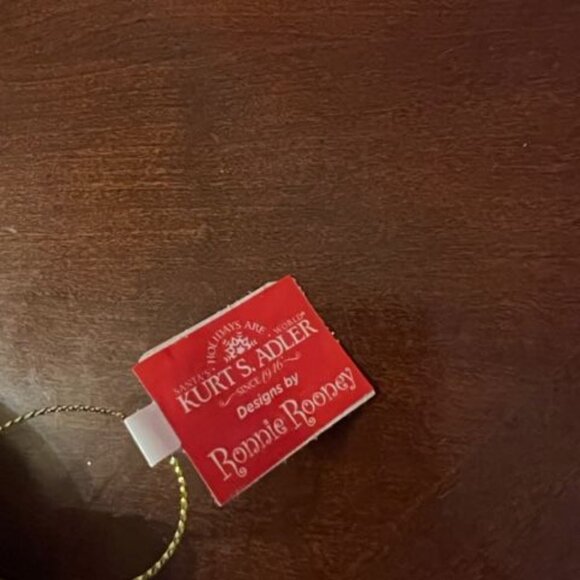 HOLIDAYS ARE
SANTA'S WORLD®
KURT S. ADLER
SINCE 1946
Designs by
Ronnie Rooney